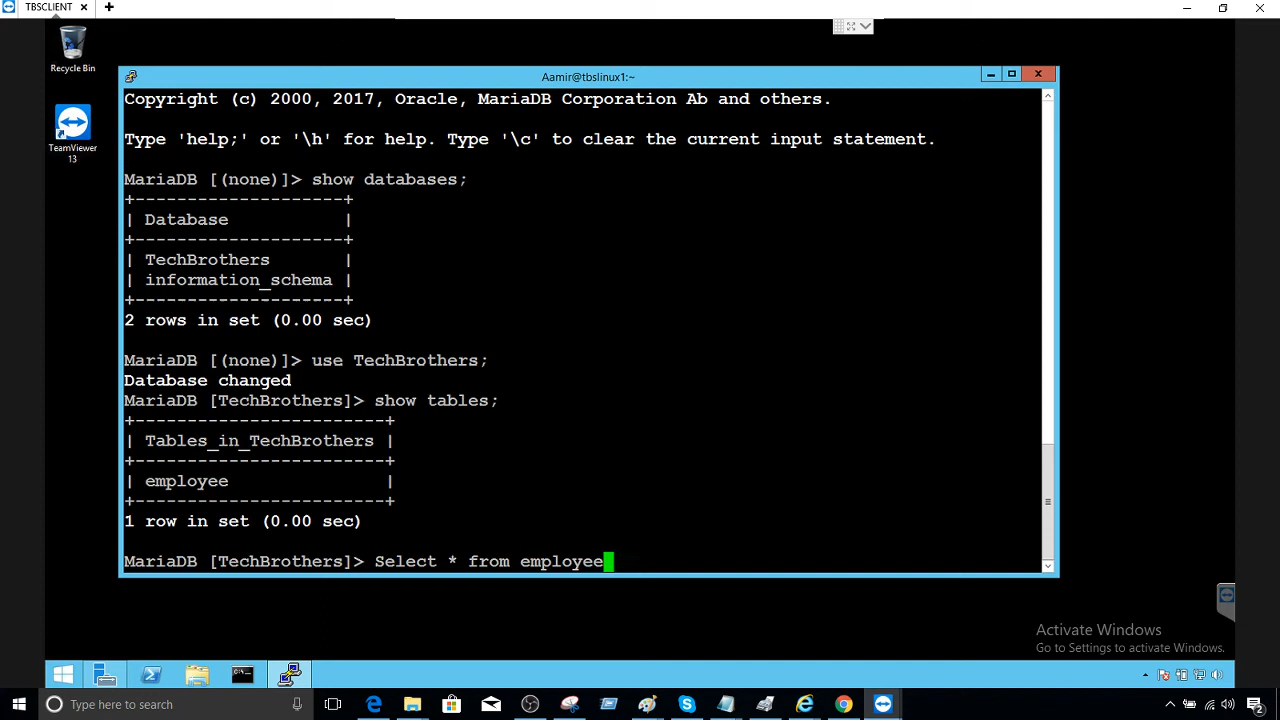 TBSCLIENT
Recycle Bin
TeamViewer
13
Aamir@tbslinux1:~
Copyright (c) 2000, 2017, Oracle, MariaDB Corporation Ab and others.
Type 'help;' or '\h' for help. Type '\c' to clear the current input statement.
MariaDB [(none)]> show databases;
+--------------------+
| Database           |
+--------------------+
| TechBrothers       |
| information_schema |
+--------------------+
2 rows in set (0.00 sec)
MariaDB [(none)]> use TechBrothers;
Database changed
MariaDB [TechBrothers]> show tables;
+------------------------+
| Tables_in_TechBrothers |
+------------------------+
| employee               |
+------------------------+
1 row in set (0.00 sec)
MariaDB [TechBrothers]> Select * from employee
Activate Windows
Go to Settings to activate Windows.
Type here to search
2